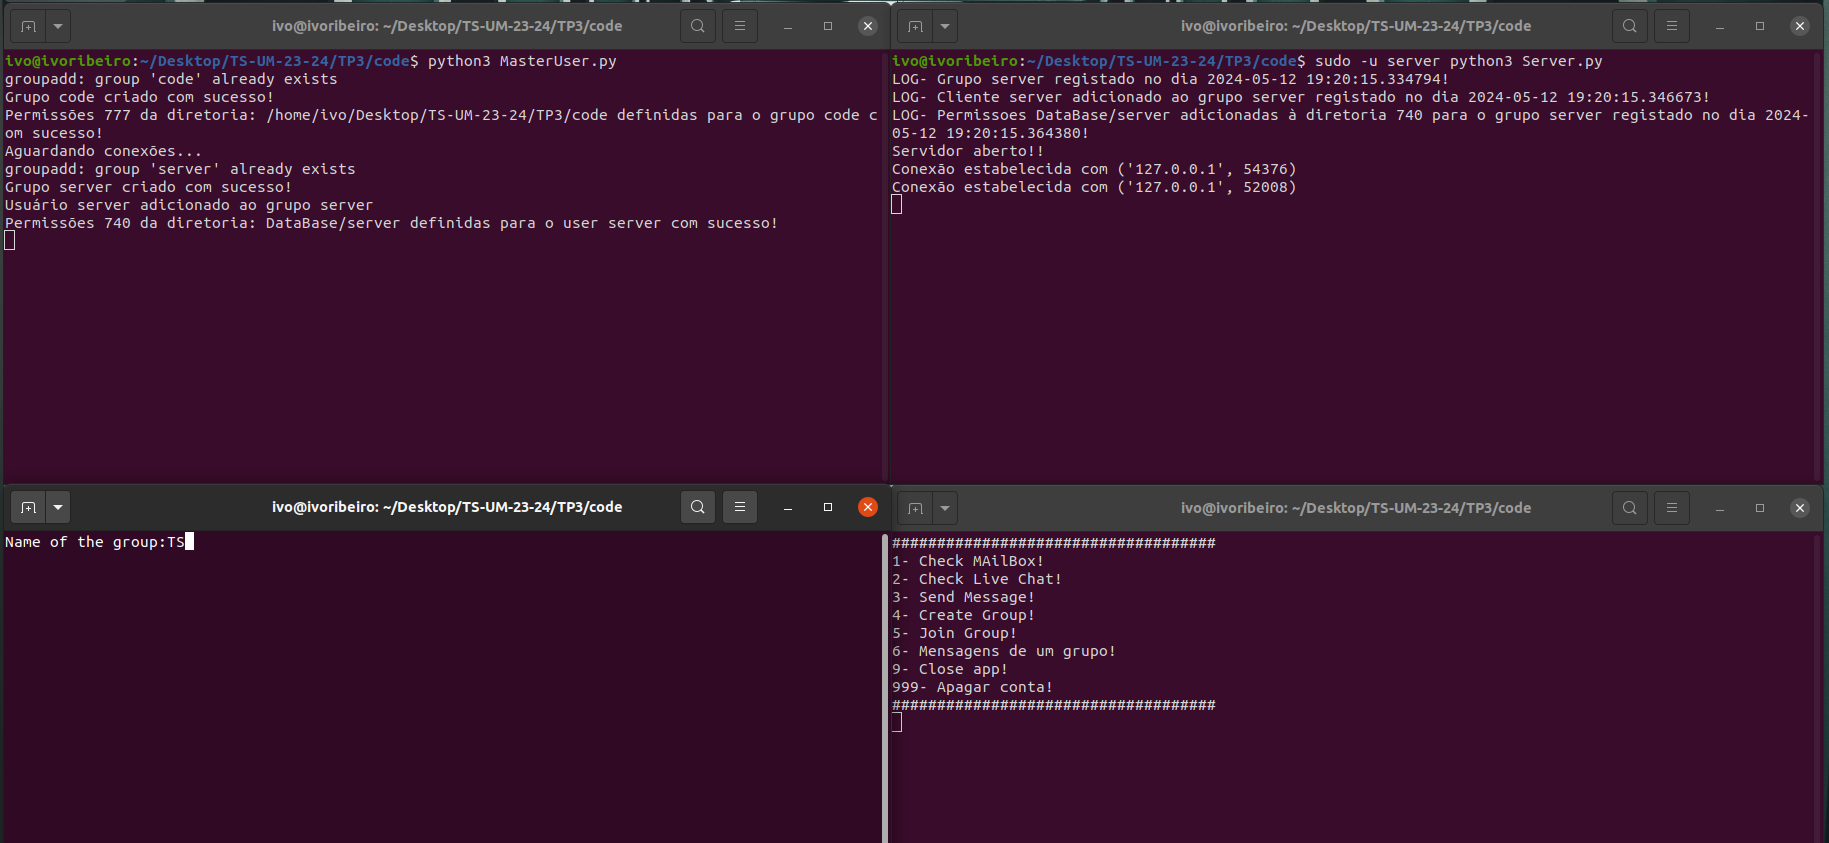 ivo@ivoribeiro: ~/Desktop/TS-UM-23-24/TP3/code
ivo@ivoribeiro:~/Desktop/TS-UM-23-24/TP3/code$ python3 MasterUser.py
groupadd: group 'code' already exists
Grupo code criado com sucesso!
Permissões 777 da diretoria: /home/ivo/Desktop/TS-UM-23-24/TP3/code definidas para o grupo code c
om sucesso!
Aguardando conexões...
groupadd: group 'server' already exists
Grupo server criado com sucesso!
Usuário server adicionado ao grupo server
Permissões 740 da diretoria: DataBase/server definidas para o user server com sucesso!
ivo@ivoribeiro: ~/Desktop/TS-UM-23-24/TP3/code
ivo@ivoribeiro:~/Desktop/TS-UM-23-24/TP3/code$ sudo -u server python3 Server.py
LOG- Grupo server registado no dia 2024-05-12 19:20:15.334794!
LOG- Cliente server adicionado ao grupo server registado no dia 2024-05-12 19:20:15.346673!
LOG- Permissoes DataBase/server adicionadas à diretoria 740 para o grupo server registado no dia 2024-
05-12 19:20:15.364380!
Servidor aberto!!
Conexão estabelecida com ('127.0.0.1', 54376)
Conexão estabelecida com ('127.0.0.1', 52008)
ivo@ivoribeiro: ~/Desktop/TS-UM-23-24/TP3/code
Name of the group:TS
ivo@ivoribeiro: ~/Desktop/TS-UM-23-24/TP3/code
####################################
1- Check MAilBox!
2- Check Live Chat!
3- Send Message!
4- Create Group!
5- Join Group!
6- Mensagens de um grupo!
9- Close app!
999- Apagar conta!
####################################